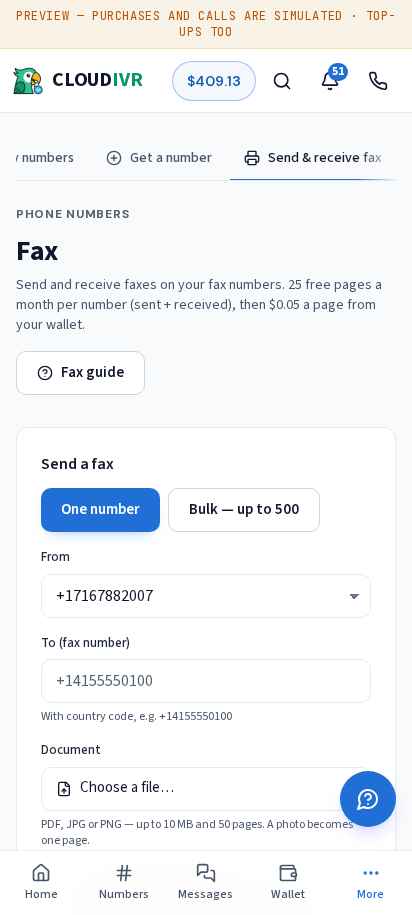 PREVIEW — PURCHASES AND CALLS ARE SIMULATED · TOP-
UPS TOO
CLOUDIVR
$409.13
51
numbers
Get a number
Send & receive fax
PHONE NUMBERS
Fax
Send and receive faxes on your fax numbers. 25 free pages a
month per number (sent + received), then $0.05 a page from
your wallet.
Fax guide
Send a fax
One number
Bulk — up to 500
From
+17167882007
To (fax number)
+14155550100
With country code, e.g. +14155550100
Document
Choose a file…
PDF, JPG or PNG — up to 10 MB and 50 pages. A photo becomes
one page.
Home
Numbers
Messages
Wallet
More